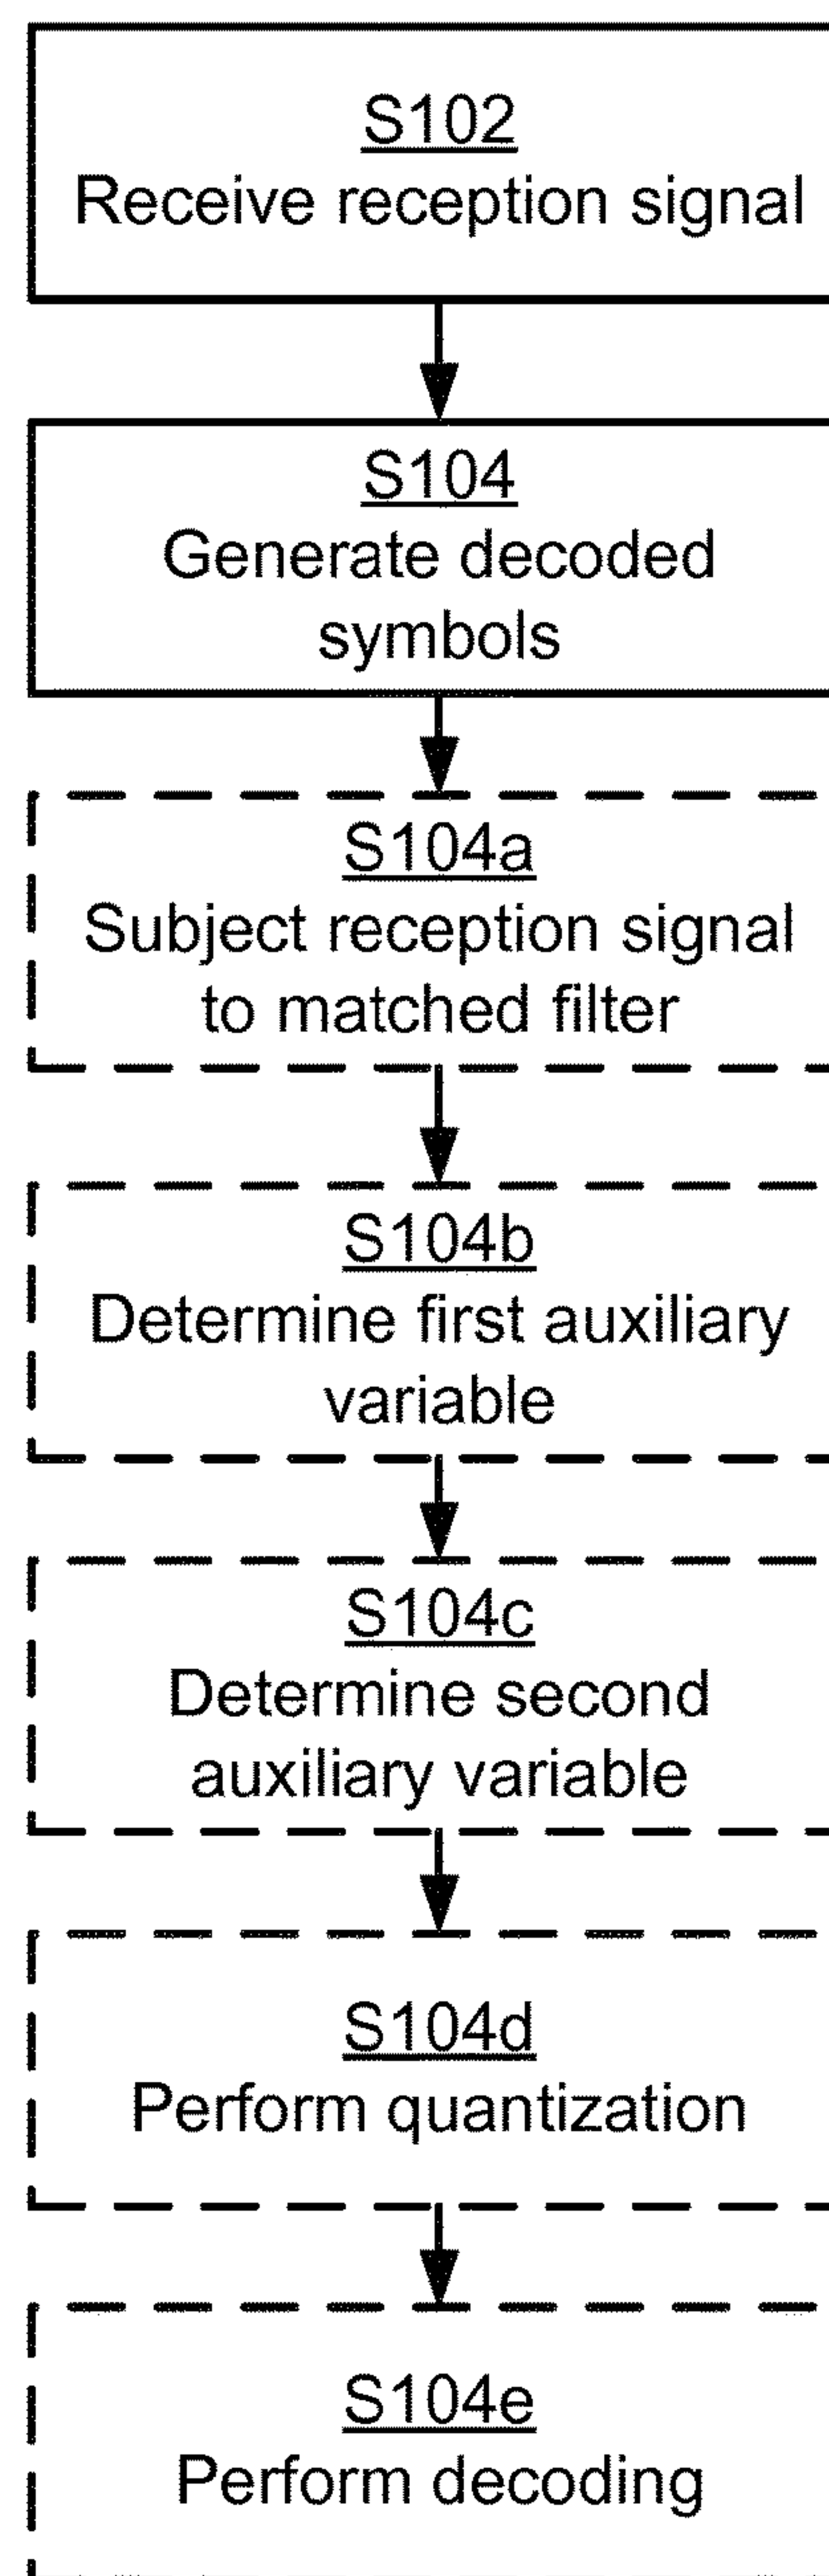 S102
Receive reception signal
S104
Generate decoded
symbols
S104a
Subject reception signal
to matched filter
S104b
Determine first auxiliary
variable
S104c
Determine second
auxiliary variable
S104d
Perform quantization
S104e
Perform decoding